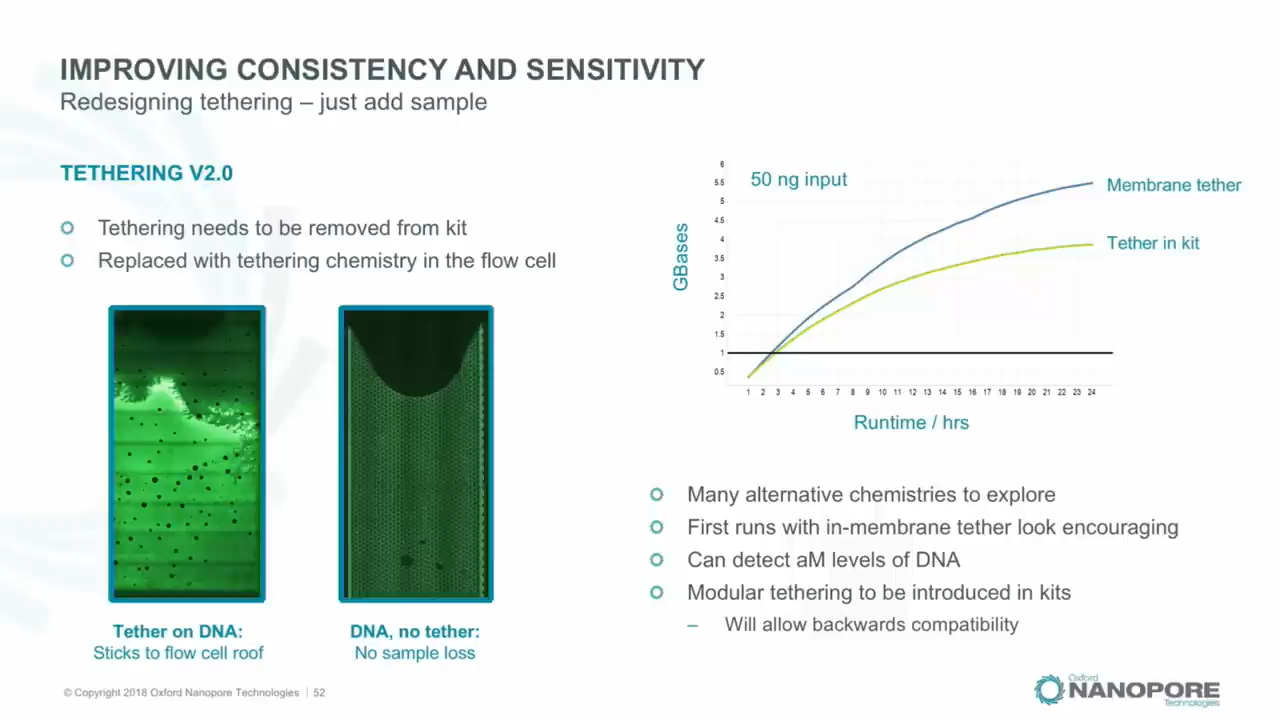 IMPROVING CONSISTENCY AND SENSITIVITY
Redesigning tethering – just add sample
TETHERING V2.0
Tethering needs to be removed from kit
Replaced with tethering chemistry in the flow cell
Tether on DNA:
Sticks to flow cell roof
DNA, no tether:
No sample loss
50 ng input
GBases
6
5.5
5
4.5
4
3.5
3
2.5
2
1.5
1
0.5
1 2 3 4 5 6 7 8 9 10 11 12 13 14 15 16 17 18 19 20 21 22 23 24
Runtime / hrs
Membrane tether
Tether in kit
Many alternative chemistries to explore
First runs with in-membrane tether look encouraging
Can detect aM levels of DNA
Modular tethering to be introduced in kits
– Will allow backwards compatibility
© Copyright 2018 Oxford Nanopore Technologies | 52
Oxford
NANOPORE
Technologies